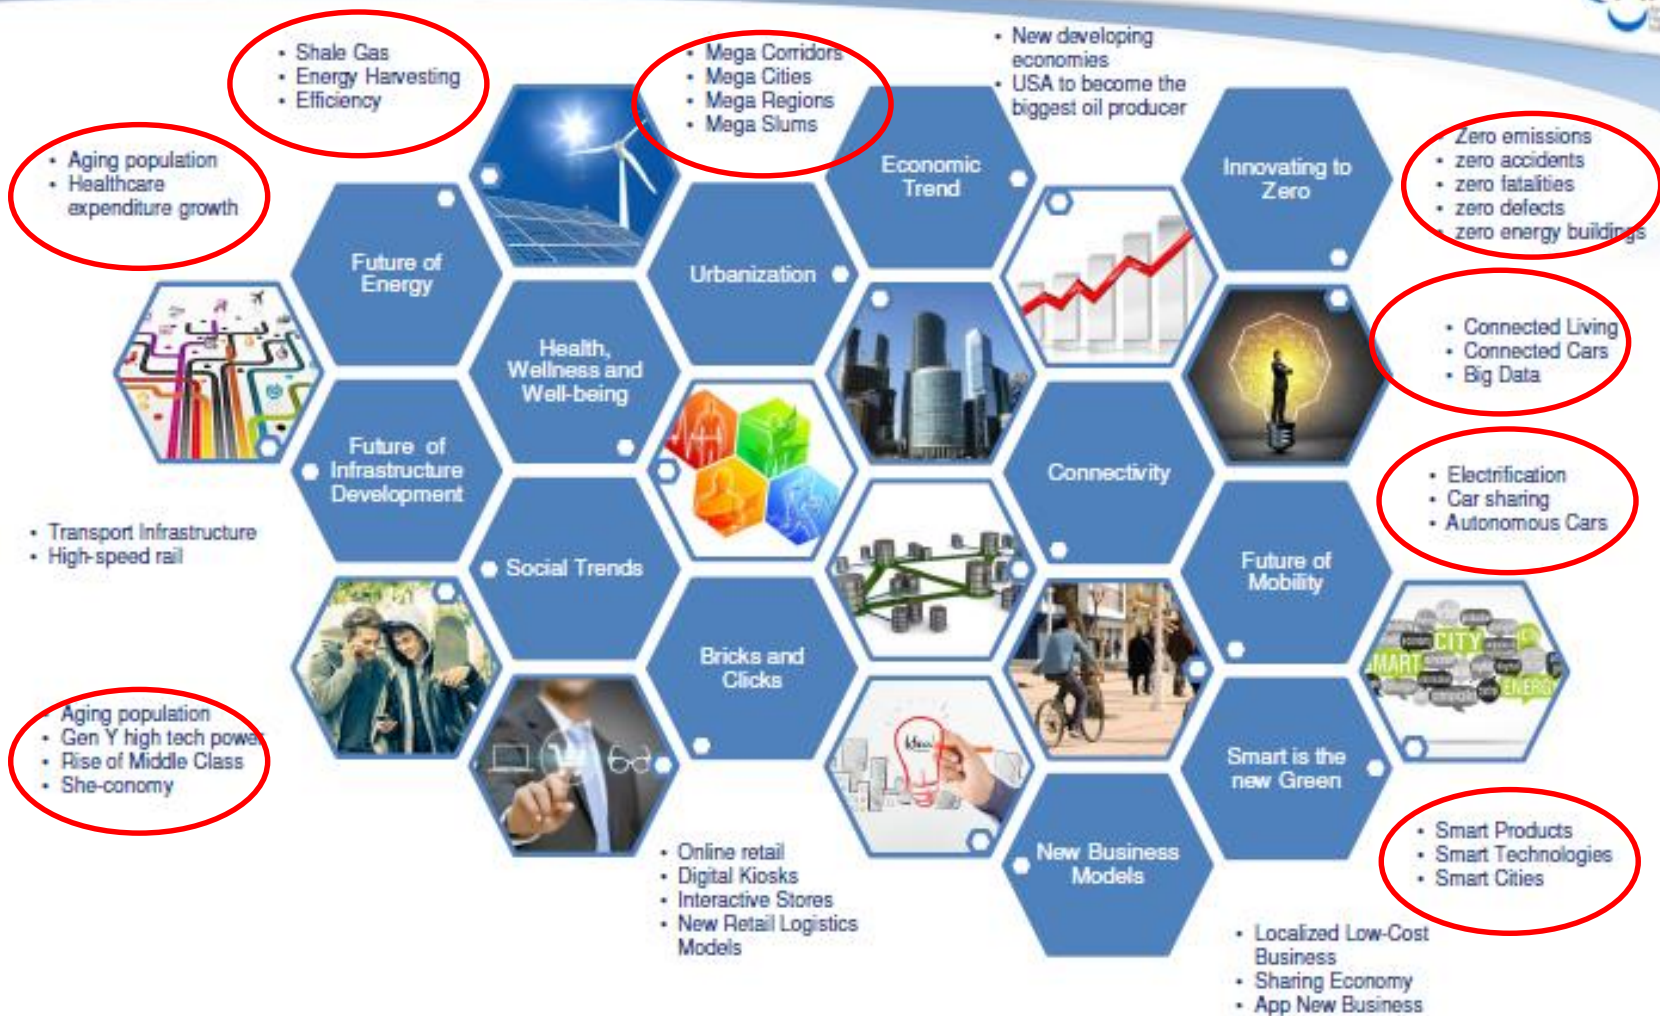 • Shale Gas
• Energy Harvesting
• Efficiency
• Mega Corridors
• Mega Cities
• Mega Regions
• Mega Slums
• New developing
economies
• USA to become the
biggest oil producer
• Aging population
• Healthcare
expenditure growth
Economic
Trend
Innovating to
Zero
Zero emissions
• zero accidents
• zero fatalities
• zero defects
• zero energy buildings
Future of
Energy
Urbanization
Health,
Wellness and
Well-being
• Connected Living
• Connected Cars
• Big Data
Future of
Infrastructure
Development
Connectivity
• Electrification
• Car sharing
• Autonomous Cars
• Transport Infrastructure
• High-speed rail
Social Trends
Future of
Mobility
Bricks and
Clicks
CITY
SMART
ENERGY
Aging population
• Gen Y high tech power
• Rise of Middle Class
• She-conomy
Idea!
Smart is the
new Green
• Online retail
• Digital Kiosks
• Interactive Stores
• New Retail Logistics
Models
New Business
Models
• Smart Products
• Smart Technologies
• Smart Cities
• Localized Low-Cost
Business
• Sharing Economy
• App New Business